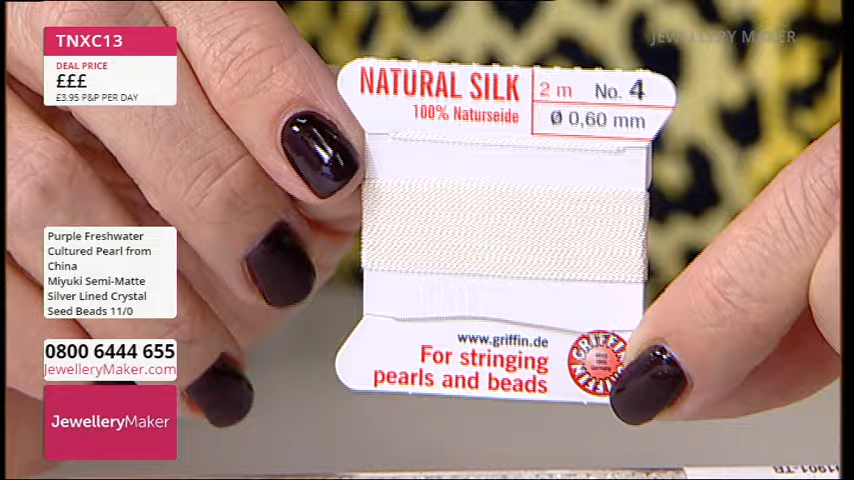 TNXC13
DEAL PRICE
£££
£3.95 P&P PER DAY
JEWELLERY MAKER
NATURAL SILK
100% Naturseide
2 m No. 4
Ø 0,60 mm
Purple Freshwater
Cultured Pearl from
China
Miyuki Semi-Matte
Silver Lined Crystal
Seed Beads 11/0
0800 6444 655
JewelleryMaker.com
JewelleryMaker
www.griffin.de
For stringing
pearls and beads
GRIFFIN
GRIFFIN